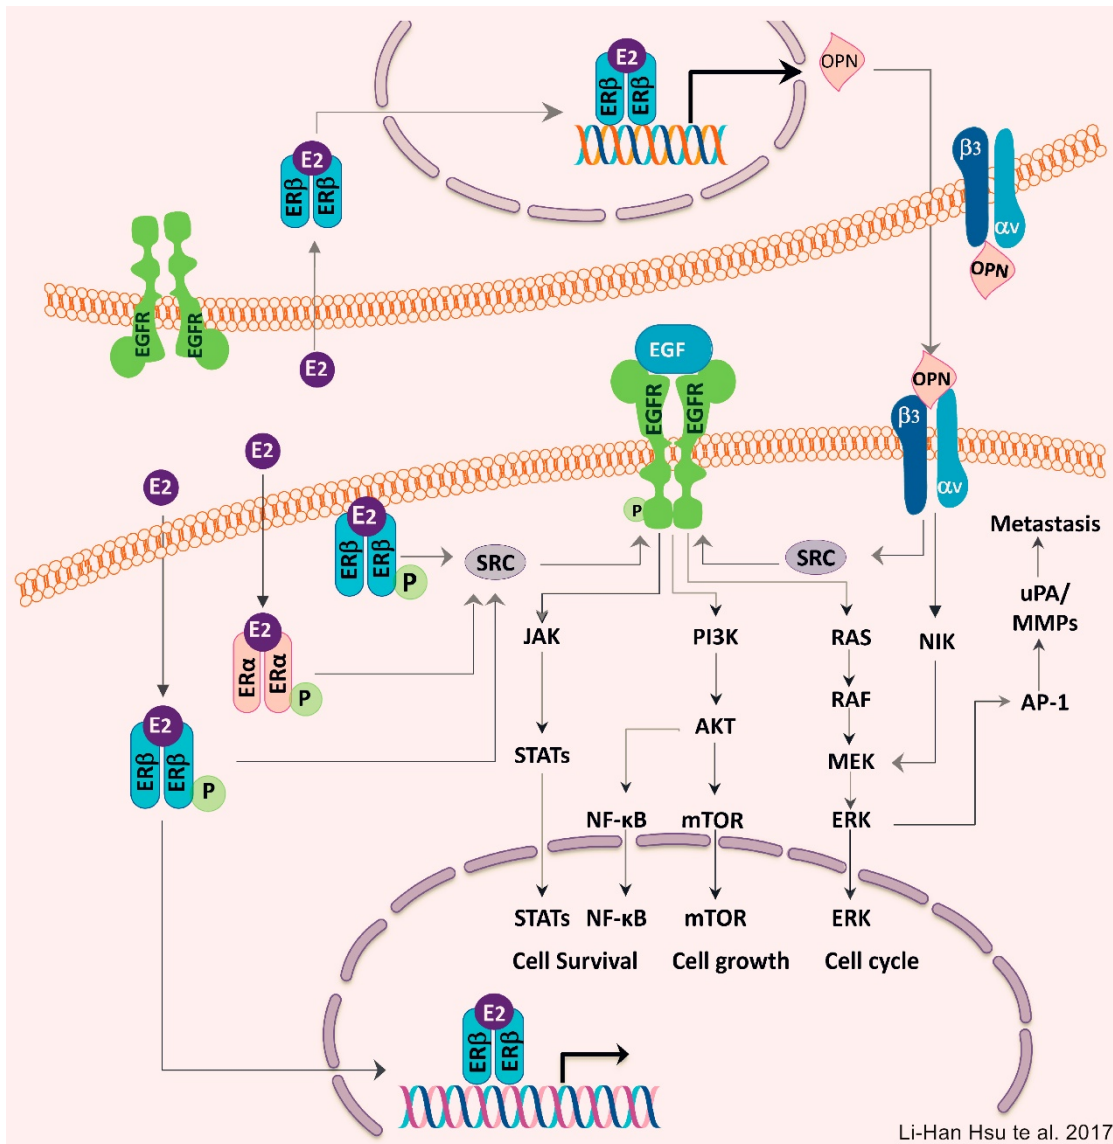 E2
ERβ
ERβ
OPN
E2
ERβ
ERβ
β3
αv
OPN
EGFR
EGFR
E2
EGF
EGFR
EGFR
P
OPN
β3
αv
E2
E2
E2
ERβ
ERβ
P
SRC
SRC
Metastasis
uPA/
MMPs
AP-1
E2
ERα
ERα
P
JAK
PI3K
RAS
NIK
RAF
E2
ERβ
ERβ
P
STATs
AKT
MEK
NF-κB
mTOR
ERK
STATs
NF-κB
mTOR
ERK
Cell Survival
Cell growth
Cell cycle
E2
ERβ
ERβ
Li-Han Hsu te al. 2017